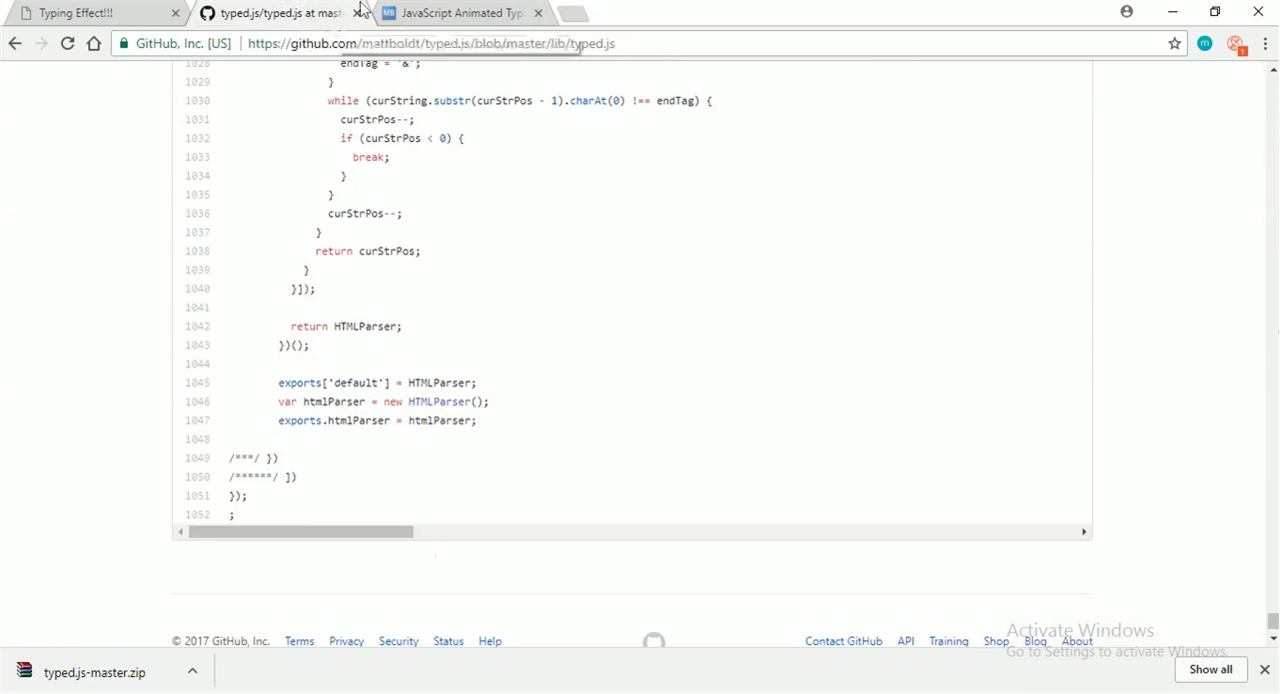 Typing Effect!!!
typed.js/typed.js at mast
JavaScript Animated Typ
GitHub, Inc. [US]
https://github.com/mattboldt/typed.js/blob/master/lib/typed.js
1028 endTag = '&';
1029 }
1030 while (curString.substr(curStrPos - 1).charAt(0) !== endTag) {
1031 curStrPos--;
1032 if (curStrPos < 0) {
1033 break;
1034 }
1035 }
1036 curStrPos--;
1037 }
1038 return curStrPos;
1039 }
1040 }]);
1041
1042 return HTMLParser;
1043 })();
1044
1045 exports['default'] = HTMLParser;
1046 var htmlParser = new HTMLParser();
1047 exports.htmlParser = htmlParser;
1048
1049 /***/ })
1050 /******/ ])
1051 });
1052 ;
© 2017 GitHub, Inc. Terms Privacy Security Status Help Contact GitHub API Training Shop Blog About
Activate Windows
Go to Settings to activate Windows.
typed.js-master.zip
Show all